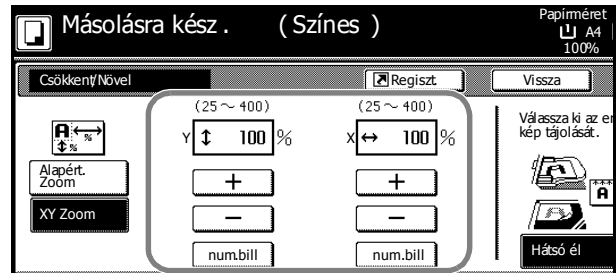 Másolásra kész. (Színes)
Papírméret
A4
100%
Csökkent/Növel
Regiszt
Vissza
(25～400)
(25～400)
Y 100 %
X 100 %
A
%
%
Alapért.
Zoom
XY Zoom
+
+
−
−
num.bill
num.bill
Válassza ki az
kép tájolását.
A
A
Hátsó él